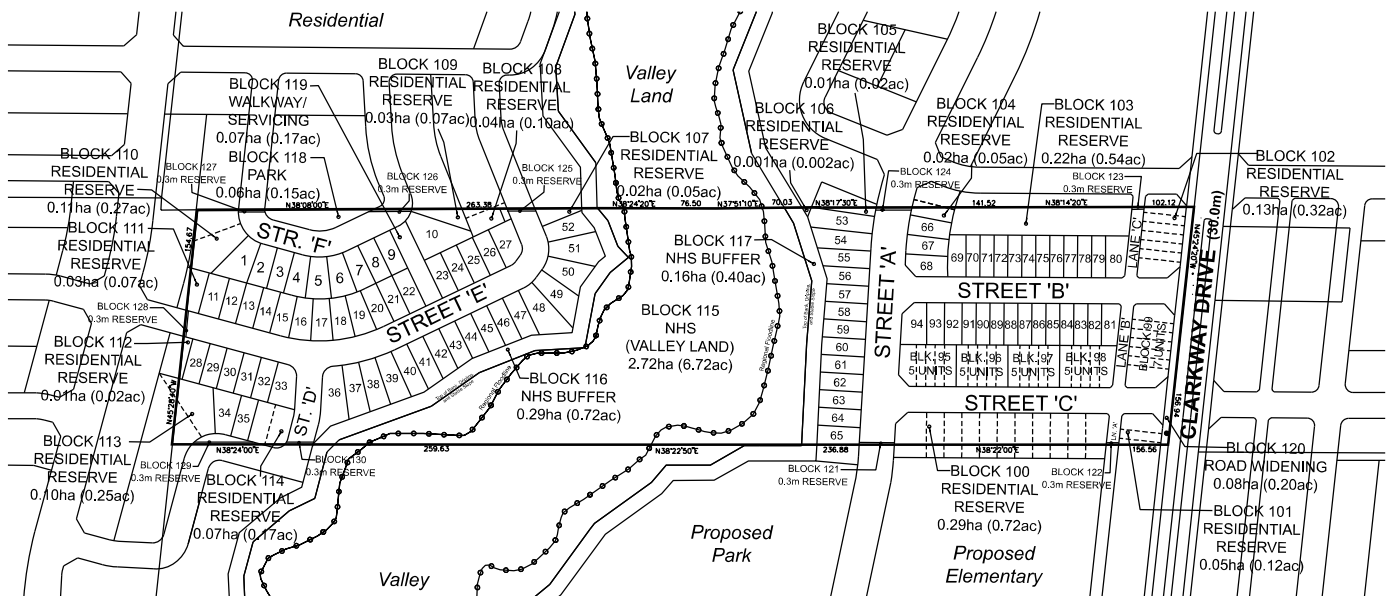 Residential
BLOCK 105
RESIDENTIAL
RESERVE
0.01ha (0.02ac)
BLOCK 109
RESIDENTIAL
RESERVE
0.03ha (0.07ac)
BLOCK 108
RESIDENTIAL
RESERVE
0.04ha (0.10ac)
Valley
Land
BLOCK 119
WALKWAY/
SERVICING
0.07ha (0.17ac)
BLOCK 118
PARK
0.06ha (0.15ac)
BLOCK 106
RESIDENTIAL
RESERVE
0.001ha (0.002ac)
BLOCK 104
RESIDENTIAL
RESERVE
0.02ha (0.05ac)
BLOCK 103
RESIDENTIAL
RESERVE
0.22ha (0.54ac)
BLOCK 107
RESIDENTIAL
RESERVE
0.02ha (0.05ac)
BLOCK 110
RESIDENTIAL
RESERVE
0.11ha (0.27ac)
BLOCK 127
0.3m RESERVE
BLOCK 126
0.3m RESERVE
BLOCK 125
0.3m RESERVE
BLOCK 124
0.3m RESERVE
BLOCK 123
0.3m RESERVE
BLOCK 102
RESIDENTIAL
RESERVE
0.13ha (0.32ac)
N38°08'00"E
263.38
N38°24'20"E
76.50
N37°51'10"E
70.03
N38°17'30"E
141.52
N38°14'20"E
102.12
BLOCK 111
RESIDENTIAL
RESERVE
0.03ha (0.07ac)
154.67
STR. 'F'
1
2
3
4
5
6
7
8
9
10
11
12
13
14
15
16
17
18
19
20
21
22
23
24
25
26
27
STREET 'E'
52
51
50
49
48
47
46
45
44
43
42
41
40
39
38
37
36
BLOCK 117
NHS BUFFER
0.16ha (0.40ac)
BLOCK 115
NHS
(VALLEY LAND)
2.72ha (6.72ac)
53
54
55
56
57
58
59
60
61
62
63
64
65
STREET 'A'
66
67
68
69
70
71
72
73
74
75
76
77
78
79
80
LANE 'C'
STREET 'B'
94
93
92
91
90
89
88
87
86
85
84
83
82
81
LANE 'B'
BLOCK 99
7 UNITS
BLK. 95
5 UNITS
BLK. 96
5 UNITS
BLK. 97
5 UNITS
BLK. 98
5 UNITS
STREET 'C'
N45°24'20"W
CLARKWAY DRIVE (30.0m)
156.94
BLOCK 128
0.3m RESERVE
BLOCK 112
RESIDENTIAL
RESERVE
0.01ha (0.02ac)
28
29
30
31
32
33
34
35
ST. 'D'
Regional Floodline
Regional Floodline
BLOCK 116
NHS BUFFER
0.29ha (0.72ac)
BLOCK 113
RESIDENTIAL
RESERVE
0.10ha (0.25ac)
BLOCK 129
0.3m RESERVE
N38°24'00"E
259.63
N38°22'50"E
236.88
N38°22'00"E
LN. 'A'
156.56
BLOCK 130
0.3m RESERVE
BLOCK 114
RESIDENTIAL
RESERVE
0.07ha (0.17ac)
BLOCK 121
0.3m RESERVE
BLOCK 100
RESIDENTIAL
RESERVE
0.29ha (0.72ac)
BLOCK 122
0.3m RESERVE
BLOCK 120
ROAD WIDENING
0.08ha (0.20ac)
BLOCK 101
RESIDENTIAL
RESERVE
0.05ha (0.12ac)
Proposed
Park
Proposed
Elementary
Valley